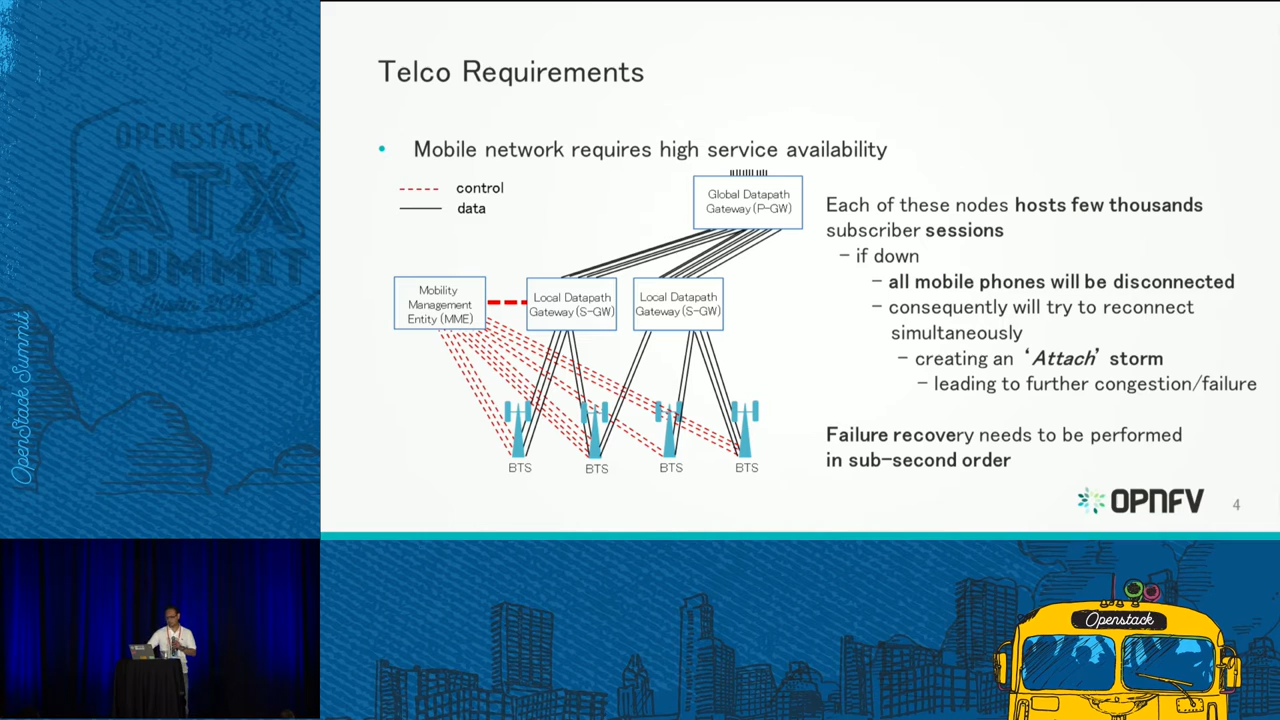 OPENSTACK
ATX
SUMMIT
OpenStack Summit
Telco Requirements
• Mobile network requires high service availability
control
data
Global Datapath
Gateway (P-GW)
Mobility
Management
Entity (MME)
Local Datapath
Gateway (S-GW)
Local Datapath
Gateway (S-GW)
BTS
BTS
BTS
BTS
Each of these nodes hosts few thousands
subscriber sessions
– if down
– all mobile phones will be disconnected
– consequently will try to reconnect
simultaneously
– creating an ‘Attach’ storm
– leading to further congestion/failure
Failure recovery needs to be performed
in sub-second order
OPNFV
4
Openstack